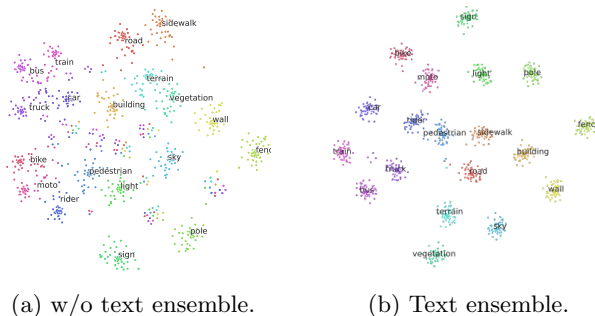 sidewalk
road
train
bus
terrain
truck
car
building
vegetation
wall
fenc
bike
sky
pedestrian
moto
light
rider
pole
sign
sign
bike
moto
light
pole
car
rider
pedestrian
sidewalk
fenc
train
truck
building
road
bus
wall
terrain
sky
vegetation
(a) w/o text ensemble.
(b) Text ensemble.